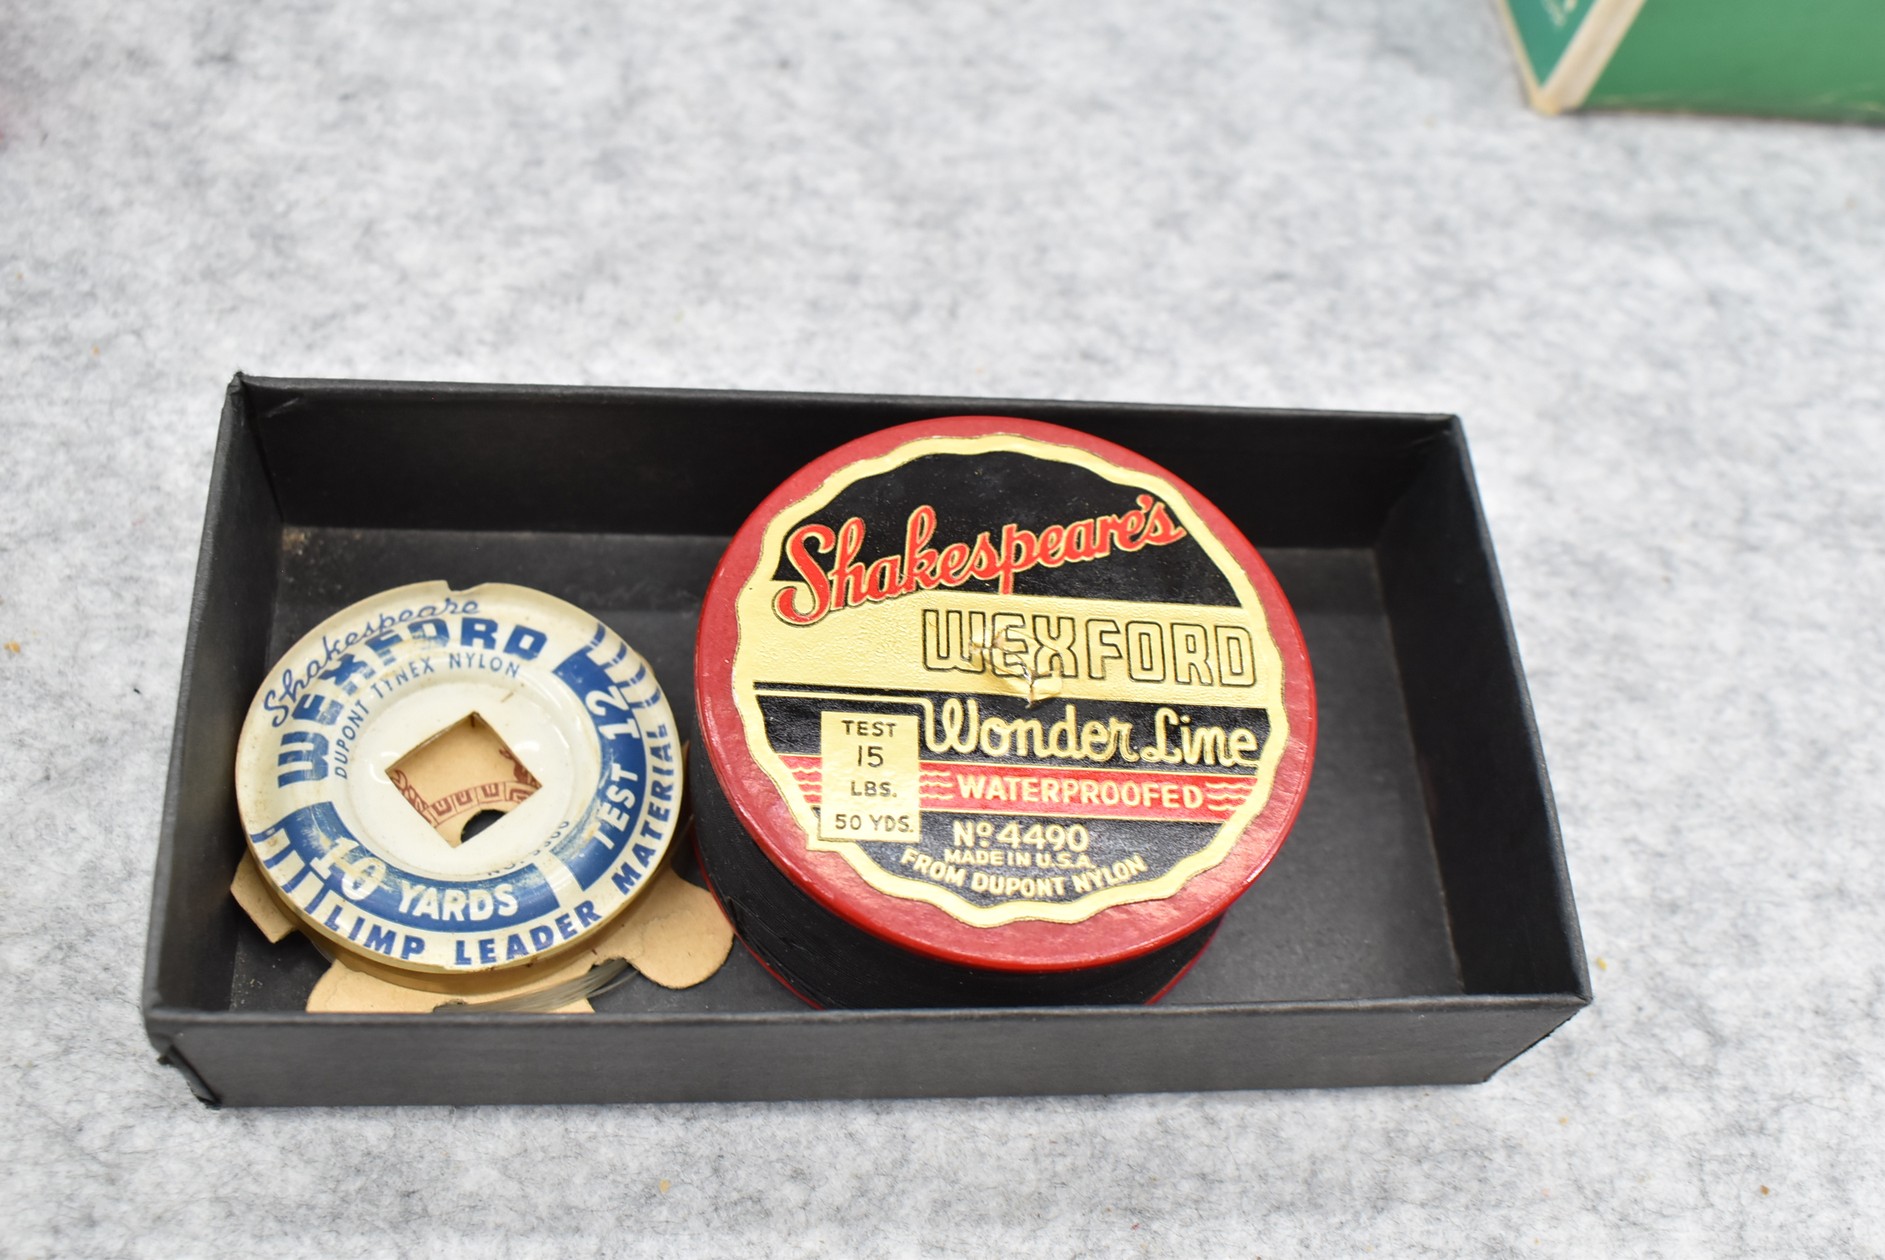 Shakespeare
WEXFORD
DUPONT TYNEX NYLON
TEST 12
10 YARDS
LIMP LEADER MATERIAL
Shakespeare's
WEXFORD
Wonder Line
TEST
15
LBS.
50 YDS.
WATERPROOFED
No. 4490
MADE IN U.S.A.
FROM DUPONT NYLON